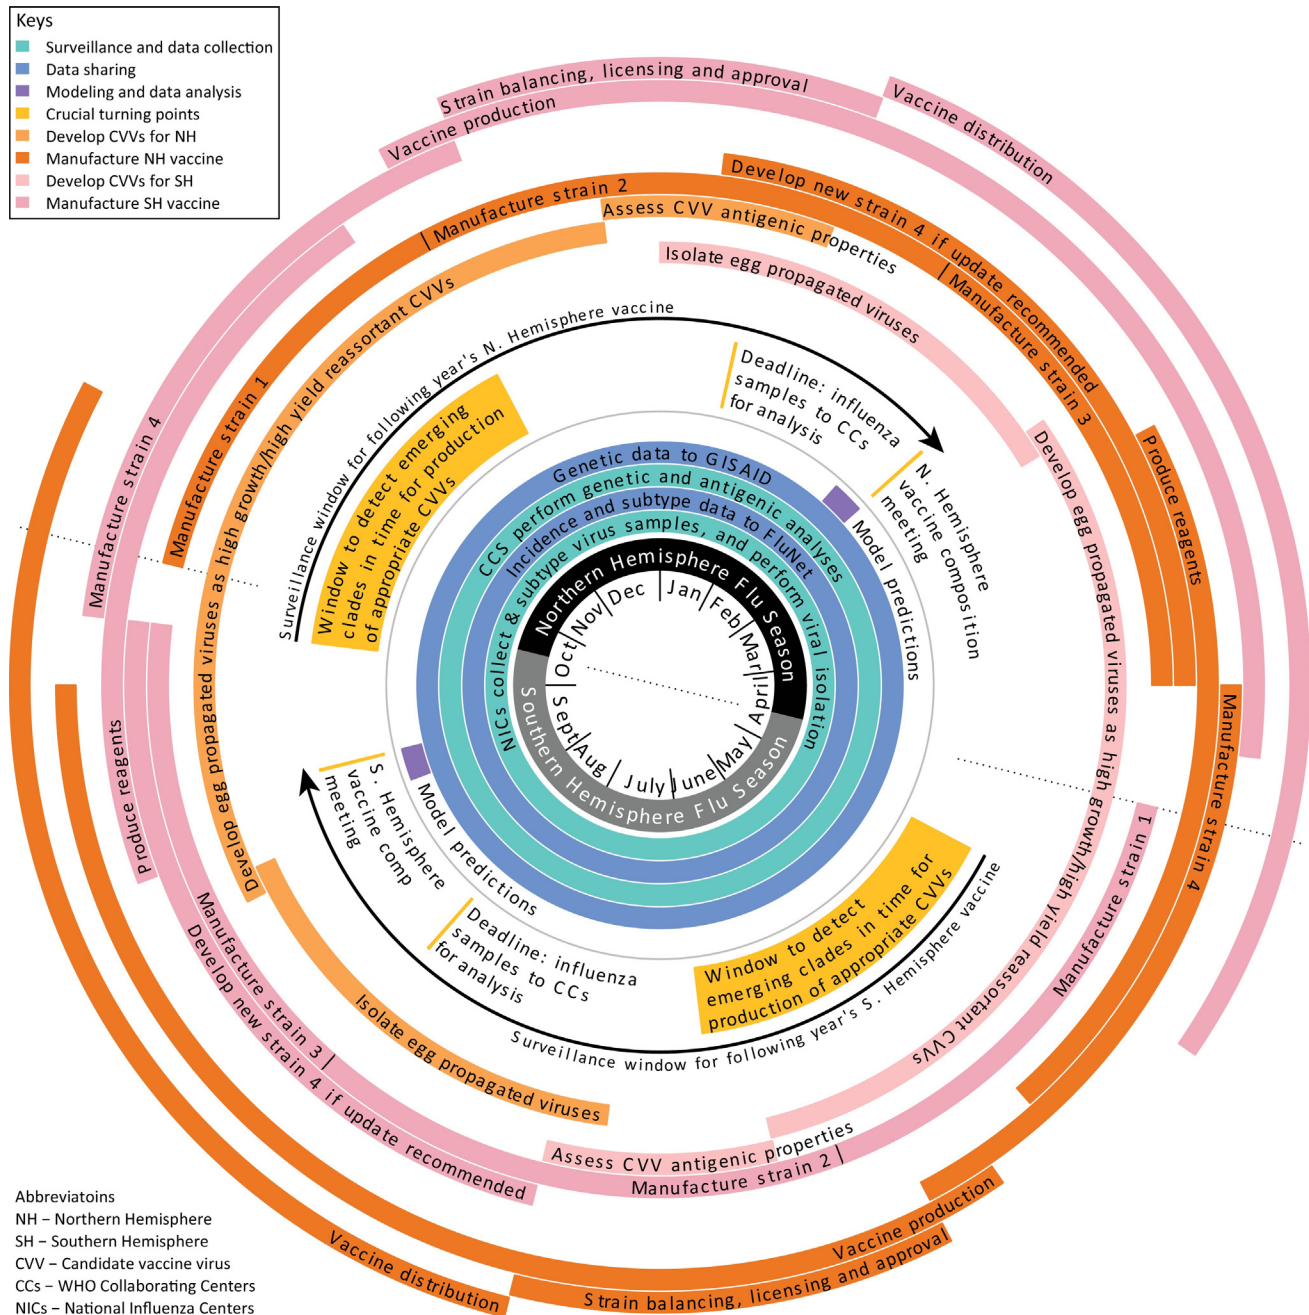 Keys
Surveillance and data collection
Data sharing
Modeling and data analysis
Crucial turning points
Develop CVVs for NH
Manufacture NH vaccine
Develop CVVs for SH
Manufacture SH vaccine
Strain balancing, licensing and approval
Vaccine production
Vaccine distribution
Manufacture strain 4
Manufacture strain 1
| Manufacture strain 2
Develop new strain 4 if update recommended
| Manufacture strain 3
Assess CVV antigenic properties
Isolate egg propagated viruses
Develop egg propagated viruses as high growth/high yield reassortant CVVs
Produce reagents
Surveillance window for following year's N. Hemisphere vaccine
Window to detect emerging
clades in time for production
of appropriate CVVs
Deadline: influenza
samples to CCs
for analysis
N. Hemisphere
vaccine composition
meeting
Model predictions
Genetic data to GISAID
CCS perform genetic and antigenic analyses
Incidence and subtype data to FluNet
NICs collect & subtype virus samples, and perform viral isolation
Northern Hemisphere Flu Season
Jan
Feb
Mar
April
May
June
July
Aug
Sept
Oct
Nov
Dec
Southern Hemisphere Flu Season
Develop egg propagated viruses as high growth/high yield reassortant CVVs
Manufacture strain 4
Manufacture strain 1
S. Hemisphere
vaccine comp
meeting
Model predictions
Deadline: influenza
samples to CCs
for analysis
Window to detect
emerging clades in time for
production of appropriate CVVs
Surveillance window for following year's S. Hemisphere vaccine
Isolate egg propagated viruses
Produce reagents
Manufacture strain 3 |
Develop new strain 4 if update recommended
Assess CVV antigenic properties
Manufacture strain 2 |
Vaccine production
Strain balancing, licensing and approval
Vaccine distribution
Abbreviatoins
NH – Northern Hemisphere
SH – Southern Hemisphere
CVV – Candidate vaccine virus
CCs – WHO Collaborating Centers
NICs – National Influenza Centers